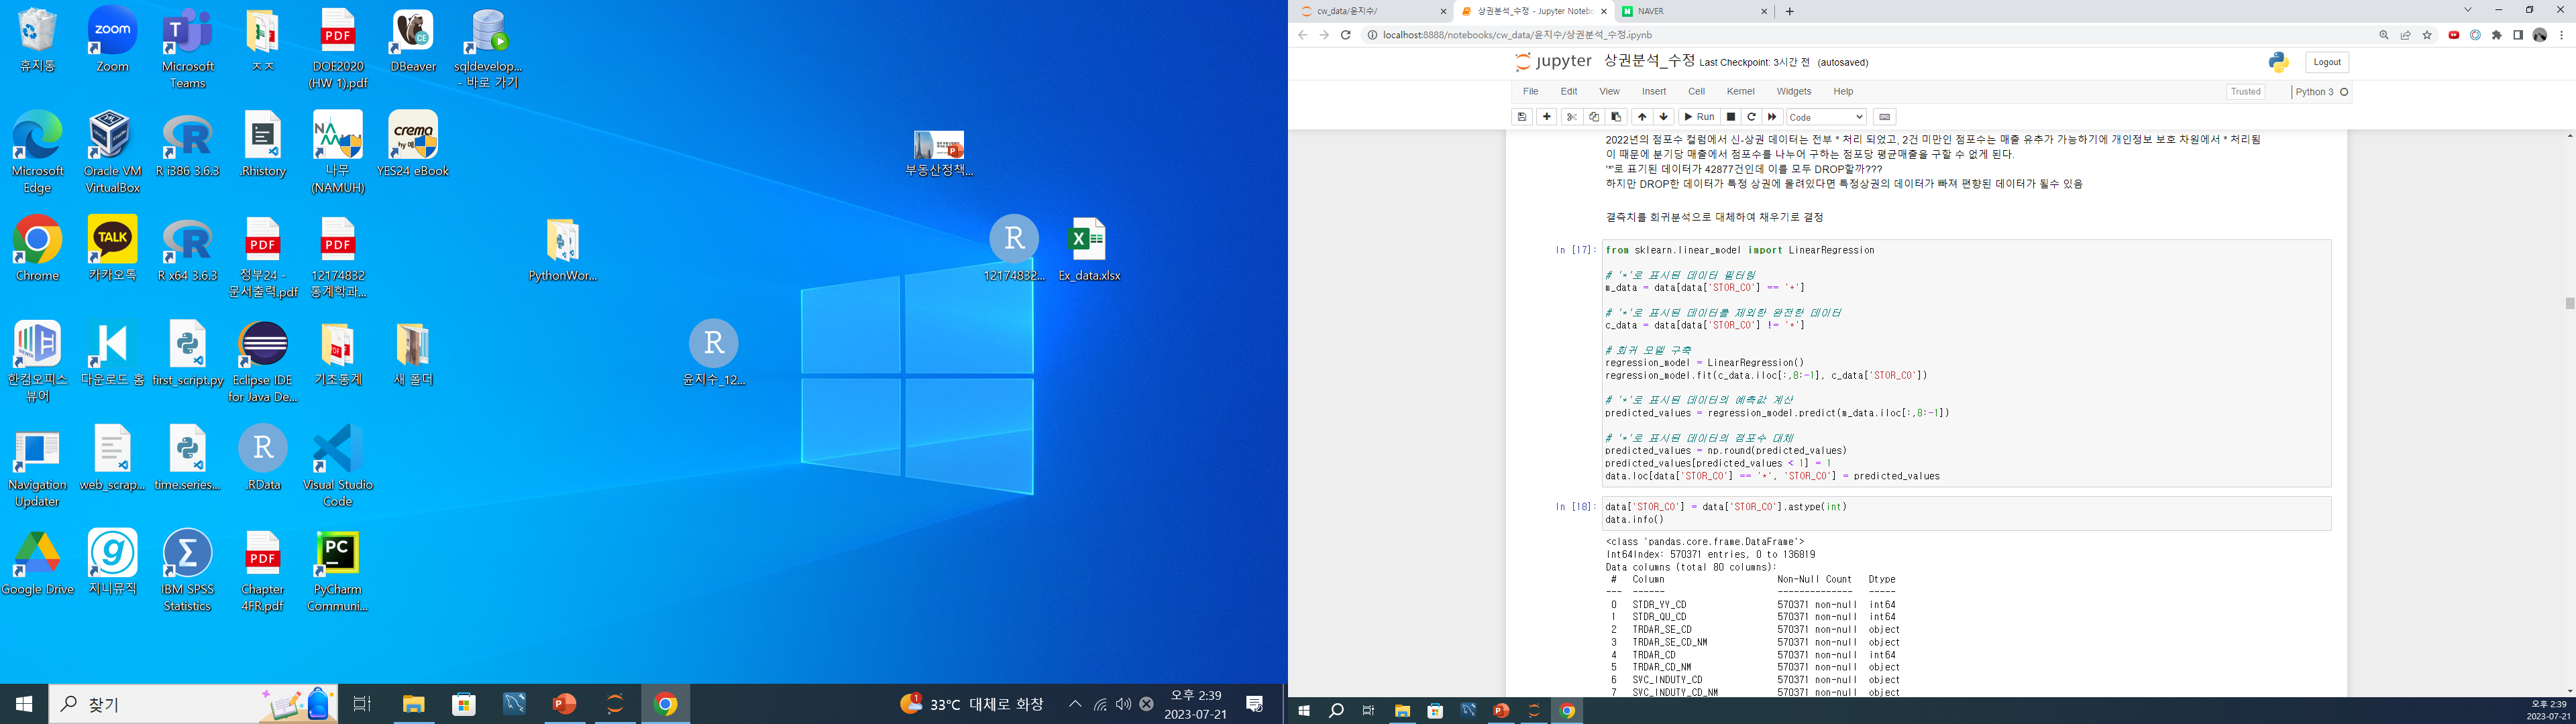 휴지통
Zoom
Microsoft Teams
ㅈㅈ
DOE2020 (HW 1).pdf
DBeaver
sqldevelop... - 바로 가기
Microsoft Edge
Oracle VM VirtualBox
R i386 3.6.3
.Rhistory
나무 (NAMUH)
YES24 eBook
부동산정책...
Chrome
카카오톡
R x64 3.6.3
정부24 - 문서출력.pdf
12174832 통계학과...
PythonWor...
12174832...
Ex_data.xlsx
한컴오피스 뷰어
다운로드 홈
first_script.py
Eclipse IDE for Java De...
기초통계
새 폴더
윤지수_12...
Navigation Updater
web_scrap...
time.series...
.RData
Visual Studio Code
Google Drive
지니뮤직
IBM SPSS Statistics
Chapter 4FR.pdf
PyCharm Communi...
찾기
33°C 대체로 화창
오후 2:39
2023-07-21
cw_data/윤지수/
상권분석_수정 - Jupyter Notebo
NAVER
localhost:8888/notebooks/cw_data/윤지수/상권분석_수정.ipynb
jupyter 상권분석_수정 Last Checkpoint: 3시간 전 (autosaved)
Logout
File Edit View Insert Cell Kernel Widgets Help
Trusted
Python 3
Run
Code
2022년의 점포수 컬럼에서 신-상권 데이터는 전부 * 처리 되었고, 2건 미만인 점포수는 매출 유추가 가능하기에 개인정보 보호 차원에서 * 처리됨
이 때문에 분기당 매출에서 점포수를 나누어 구하는 점포당 평균매출을 구할 수 없게 된다.
'*'로 표기된 데이터가 42877건인데 이를 모두 DROP할까???
하지만 DROP한 데이터가 특정 상권에 몰려있다면 특정상권의 데이터가 빠져 편향된 데이터가 될수 있음
결측치를 회귀분석으로 대체하여 채우기로 결정
In [17]:
from sklearn.linear_model import LinearRegression
# '*'로 표시된 데이터 필터링
m_data = data[data['STOR_CO'] == '*']
# '*'로 표시된 데이터를 제외한 완전한 데이터
c_data = data[data['STOR_CO'] != '*']
# 회귀 모델 구축
regression_model = LinearRegression()
regression_model.fit(c_data.iloc[:,8:-1], c_data['STOR_CO'])
# '*'로 표시된 데이터의 예측값 계산
predicted_values = regression_model.predict(m_data.iloc[:,8:-1])
# '*'로 표시된 데이터의 점포수 대체
predicted_values = np.round(predicted_values)
predicted_values[predicted_values < 1] = 1
data.loc[data['STOR_CO'] == '*', 'STOR_CO'] = predicted_values
In [18]:
data['STOR_CO'] = data['STOR_CO'].astype(int)
data.info()
<class 'pandas.core.frame.DataFrame'>
Int64Index: 570371 entries, 0 to 136819
Data columns (total 80 columns):
# Column Non-Null Count Dtype
--- ------ -------------- -----
0 STDR_YY_CD 570371 non-null int64
1 STDR_QU_CD 570371 non-null int64
2 TRDAR_SE_CD 570371 non-null object
3 TRDAR_SE_CD_NM 570371 non-null object
4 TRDAR_CD 570371 non-null int64
5 TRDAR_CD_NM 570371 non-null object
6 SVC_INDUTY_CD 570371 non-null object
7 SVC_INDUTY_CD_NM 570371 non-null object
오후 2:39
2023-07-21